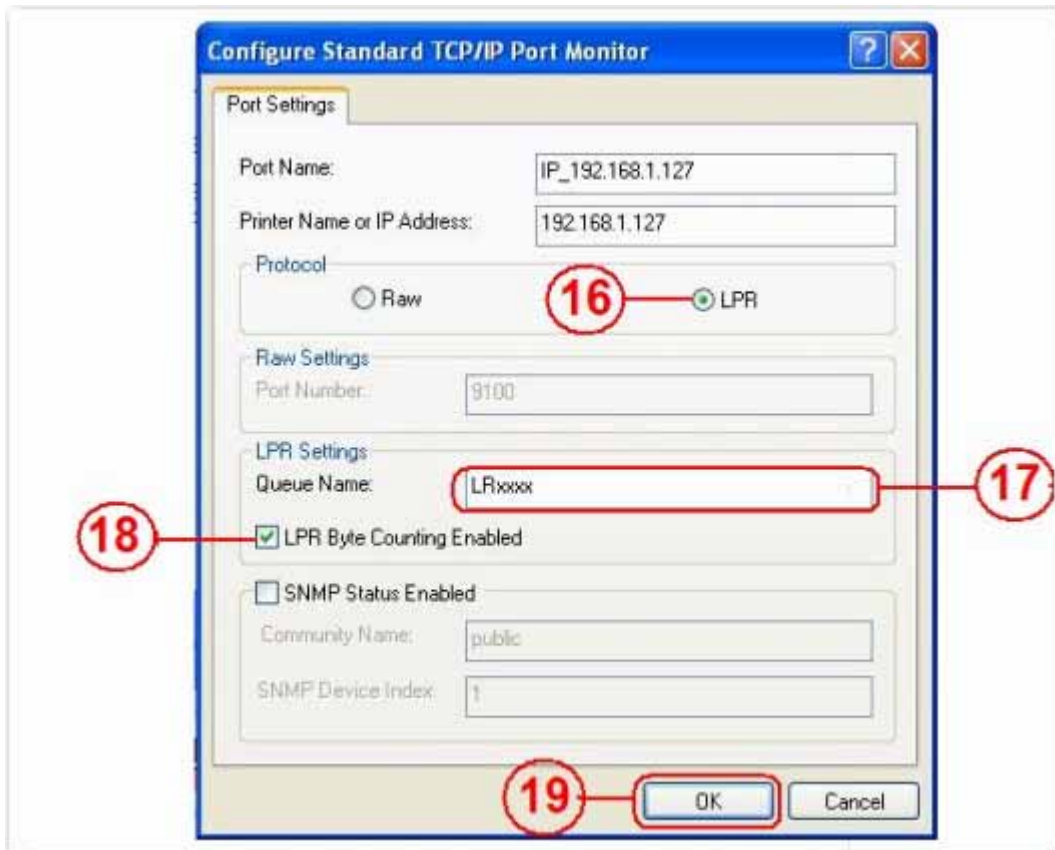 Configure Standard TCP/IP Port Monitor
Port Settings
Port Name: IP_192.168.1.127
Printer Name or IP Address: 192.168.1.127
Protocol
Raw 16 LPR
Raw Settings
Port Number: 9100
LPR Settings
Queue Name: LRxxxx 17
18 LPR Byte Counting Enabled
SNMP Status Enabled
Community Name: public
SNMP Device Index: 1
19 OK Cancel